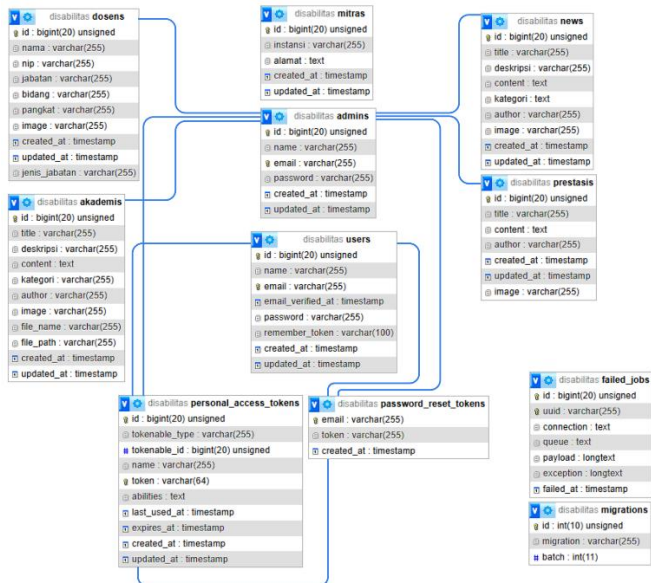 disabilitas dosens
id : bigint(20) unsigned
nama : varchar(255)
nip : varchar(255)
jabatan : varchar(255)
bidang : varchar(255)
pangkat : varchar(255)
image : varchar(255)
created_at : timestamp
updated_at : timestamp
jenis_jabatan : varchar(255)
disabilitas mitras
id : bigint(20) unsigned
instansi : varchar(255)
alamat : text
created_at : timestamp
updated_at : timestamp
disabilitas news
id : bigint(20) unsigned
title : varchar(255)
deskripsi : varchar(255)
content : text
kategori : varchar(255)
author : varchar(255)
image : varchar(255)
created_at : timestamp
updated_at : timestamp
disabilitas admins
id : bigint(20) unsigned
name : varchar(255)
email : varchar(255)
password : varchar(255)
created_at : timestamp
updated_at : timestamp
disabilitas akademis
id : bigint(20) unsigned
title : varchar(255)
deskripsi : varchar(255)
content : text
kategori : varchar(255)
author : varchar(255)
image : varchar(255)
file_name : varchar(255)
file_path : varchar(255)
created_at : timestamp
updated_at : timestamp
disabilitas prestasis
id : bigint(20) unsigned
title : varchar(255)
content : text
author : varchar(255)
created_at : timestamp
updated_at : timestamp
image : varchar(255)
disabilitas users
id : bigint(20) unsigned
name : varchar(255)
email : varchar(255)
email_verified_at : timestamp
password : varchar(255)
remember_token : varchar(100)
created_at : timestamp
updated_at : timestamp
disabilitas personal_access_tokens
id : bigint(20) unsigned
tokenable_type : varchar(255)
tokenable_id : bigint(20) unsigned
name : varchar(255)
token : varchar(64)
abilities : text
last_used_at : timestamp
expires_at : timestamp
created_at : timestamp
updated_at : timestamp
disabilitas password_reset_tokens
email : varchar(255)
token : varchar(255)
created_at : timestamp
disabilitas failed_jobs
id : bigint(20) unsigned
uuid : varchar(255)
connection : text
queue : text
payload : longtext
exception : longtext
failed_at : timestamp
disabilitas migrations
id : int(10) unsigned
migration : varchar(255)
batch : int(11)